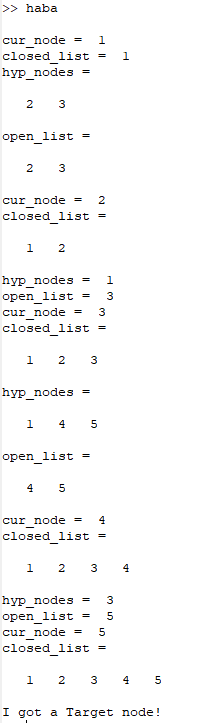 >> haba
cur_node = 1
closed_list = 1
hyp_nodes =
2 3
open_list =
2 3
cur_node = 2
closed_list =
1 2
hyp_nodes = 1
open_list = 3
cur_node = 3
closed_list =
1 2 3
hyp_nodes =
1 4 5
open_list =
4 5
cur_node = 4
closed_list =
1 2 3 4
hyp_nodes = 3
open_list = 5
cur_node = 5
closed_list =
1 2 3 4 5
I got a Target node!